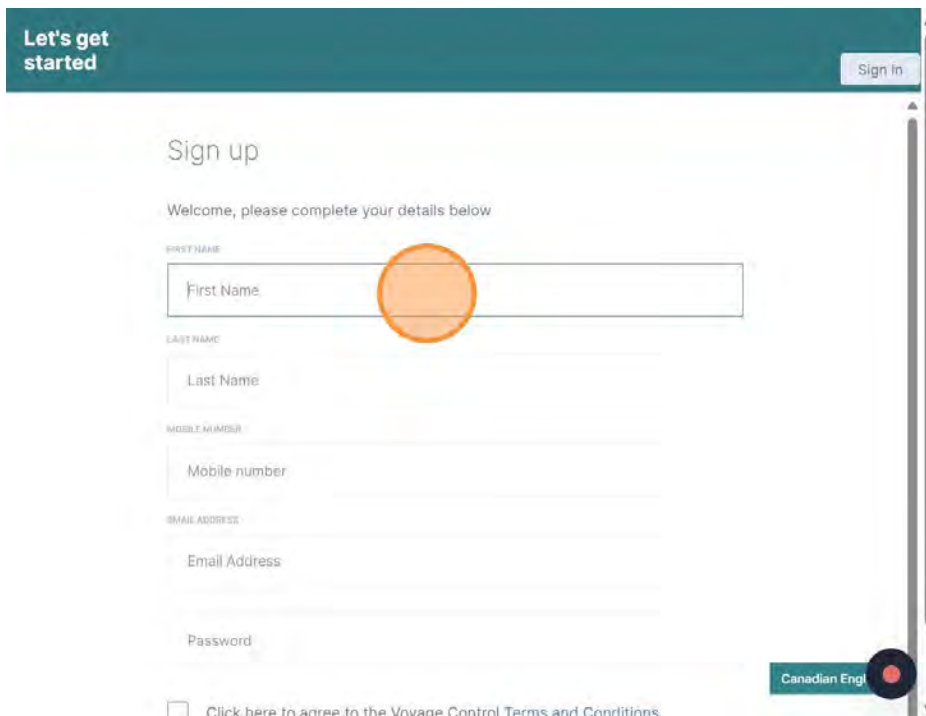 Let's get
started
Sign In
Sign up
Welcome, please complete your details below
FIRST NAME
First Name
LAST NAME
Last Name
MOBILE NUMBER
Mobile number
EMAIL ADDRESS
Email Address
Password
Canadian Engl
Click here to agree to the Voyage Control Terms and Conditions